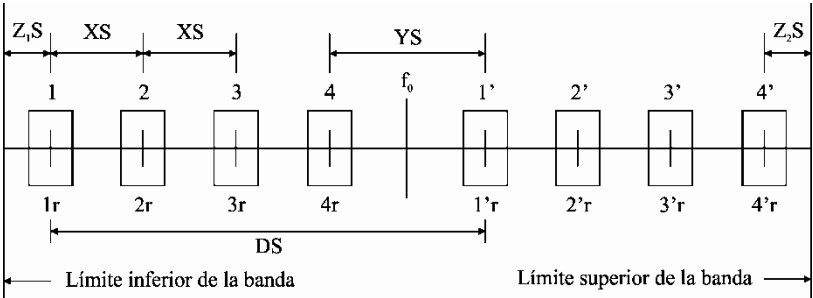 Z₁S XS XS YS Z₂S
1 2 3 4 f₀ 1' 2' 3' 4'
1r 2r 3r 4r 1'r 2'r 3'r 4'r
DS
Límite inferior de la banda Límite superior de la banda